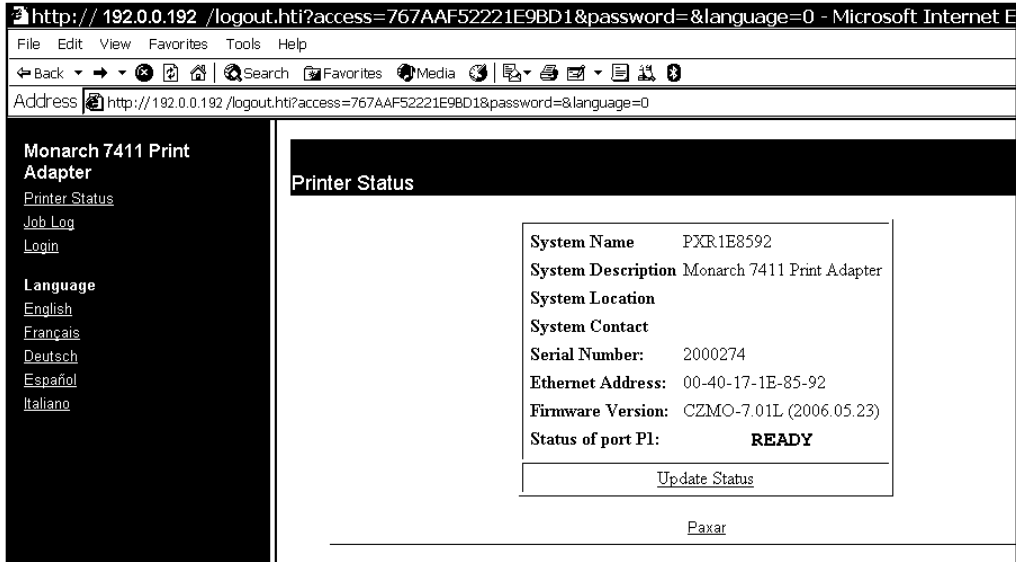 http:// 192.0.0.192 /logout.hti?access=767AAF52221E9BD1&password=&language=0 - Microsoft Internet E
File Edit View Favorites Tools Help
Back Search Favorites Media
Address http:// 192.0.0.192 /logout.hti?access=767AAF52221E9BD1&password=&language=0
Monarch 7411 Print
Adapter
Printer Status
Job Log
Login
Language
English
Français
Deutsch
Español
Italiano
Printer Status
System Name PXR1E8592
System Description Monarch 7411 Print Adapter
System Location
System Contact
Serial Number: 2000274
Ethernet Address: 00-40-17-1E-85-92
Firmware Version: CZMO-7.01L (2006.05.23)
Status of port P1: READY
Update Status
Paxar